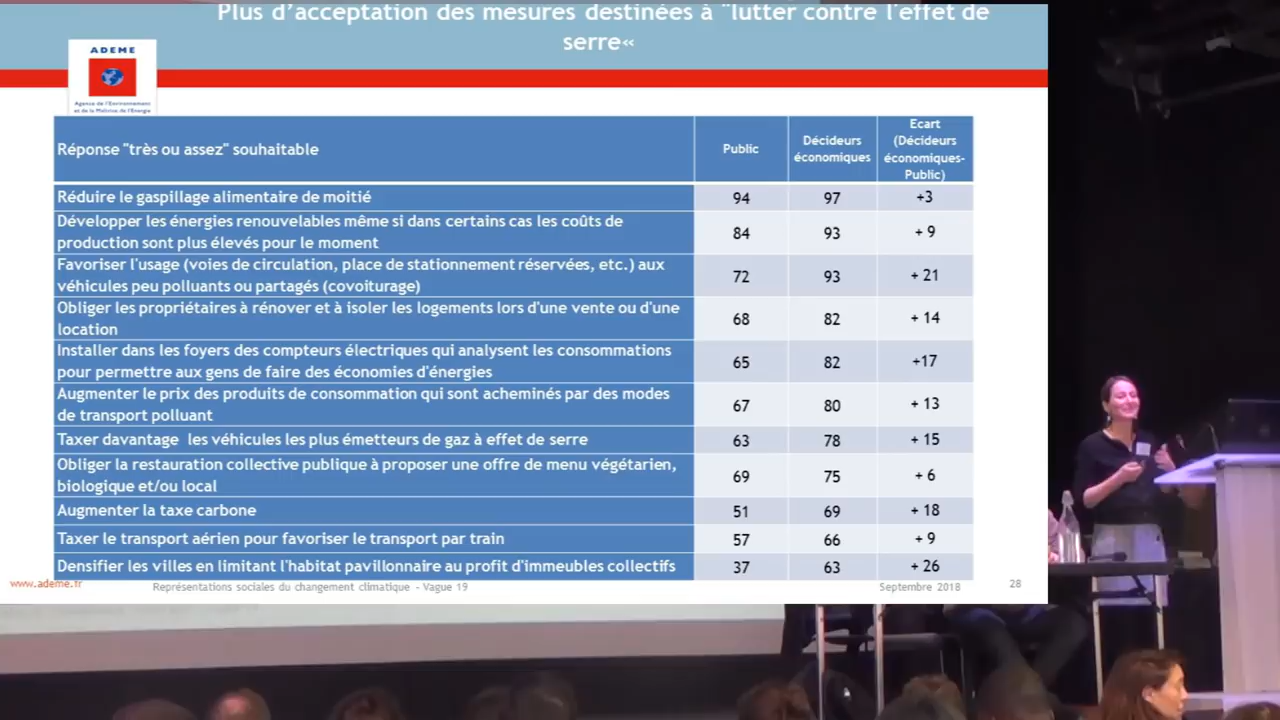 Plus d’acceptation des mesures destinées à "lutter contre l'effet de
serre«
ADEME
Agence de l'Environnement
et de la Maîtrise de l'Energie
Réponse "très ou assez" souhaitable
Public
Décideurs
économiques
Ecart
(Décideurs
économiques-
Public)
Réduire le gaspillage alimentaire de moitié
94
97
+3
Développer les énergies renouvelables même si dans certains cas les coûts de
production sont plus élevés pour le moment
84
93
+ 9
Favoriser l'usage (voies de circulation, place de stationnement réservées, etc.) aux
véhicules peu polluants ou partagés (covoiturage)
72
93
+ 21
Obliger les propriétaires à rénover et à isoler les logements lors d'une vente ou d'une
location
68
82
+ 14
Installer dans les foyers des compteurs électriques qui analysent les consommations
pour permettre aux gens de faire des économies d'énergies
65
82
+17
Augmenter le prix des produits de consommation qui sont acheminés par des modes
de transport polluant
67
80
+ 13
Taxer davantage les véhicules les plus émetteurs de gaz à effet de serre
63
78
+ 15
Obliger la restauration collective publique à proposer une offre de menu végétarien,
biologique et/ou local
69
75
+ 6
Augmenter la taxe carbone
51
69
+ 18
Taxer le transport aérien pour favoriser le transport par train
57
66
+ 9
Densifier les villes en limitant l'habitat pavillonnaire au profit d'immeubles collectifs
37
63
+ 26
www.ademe.fr
Représentations sociales du changement climatique - Vague 19
Septembre 2018
28